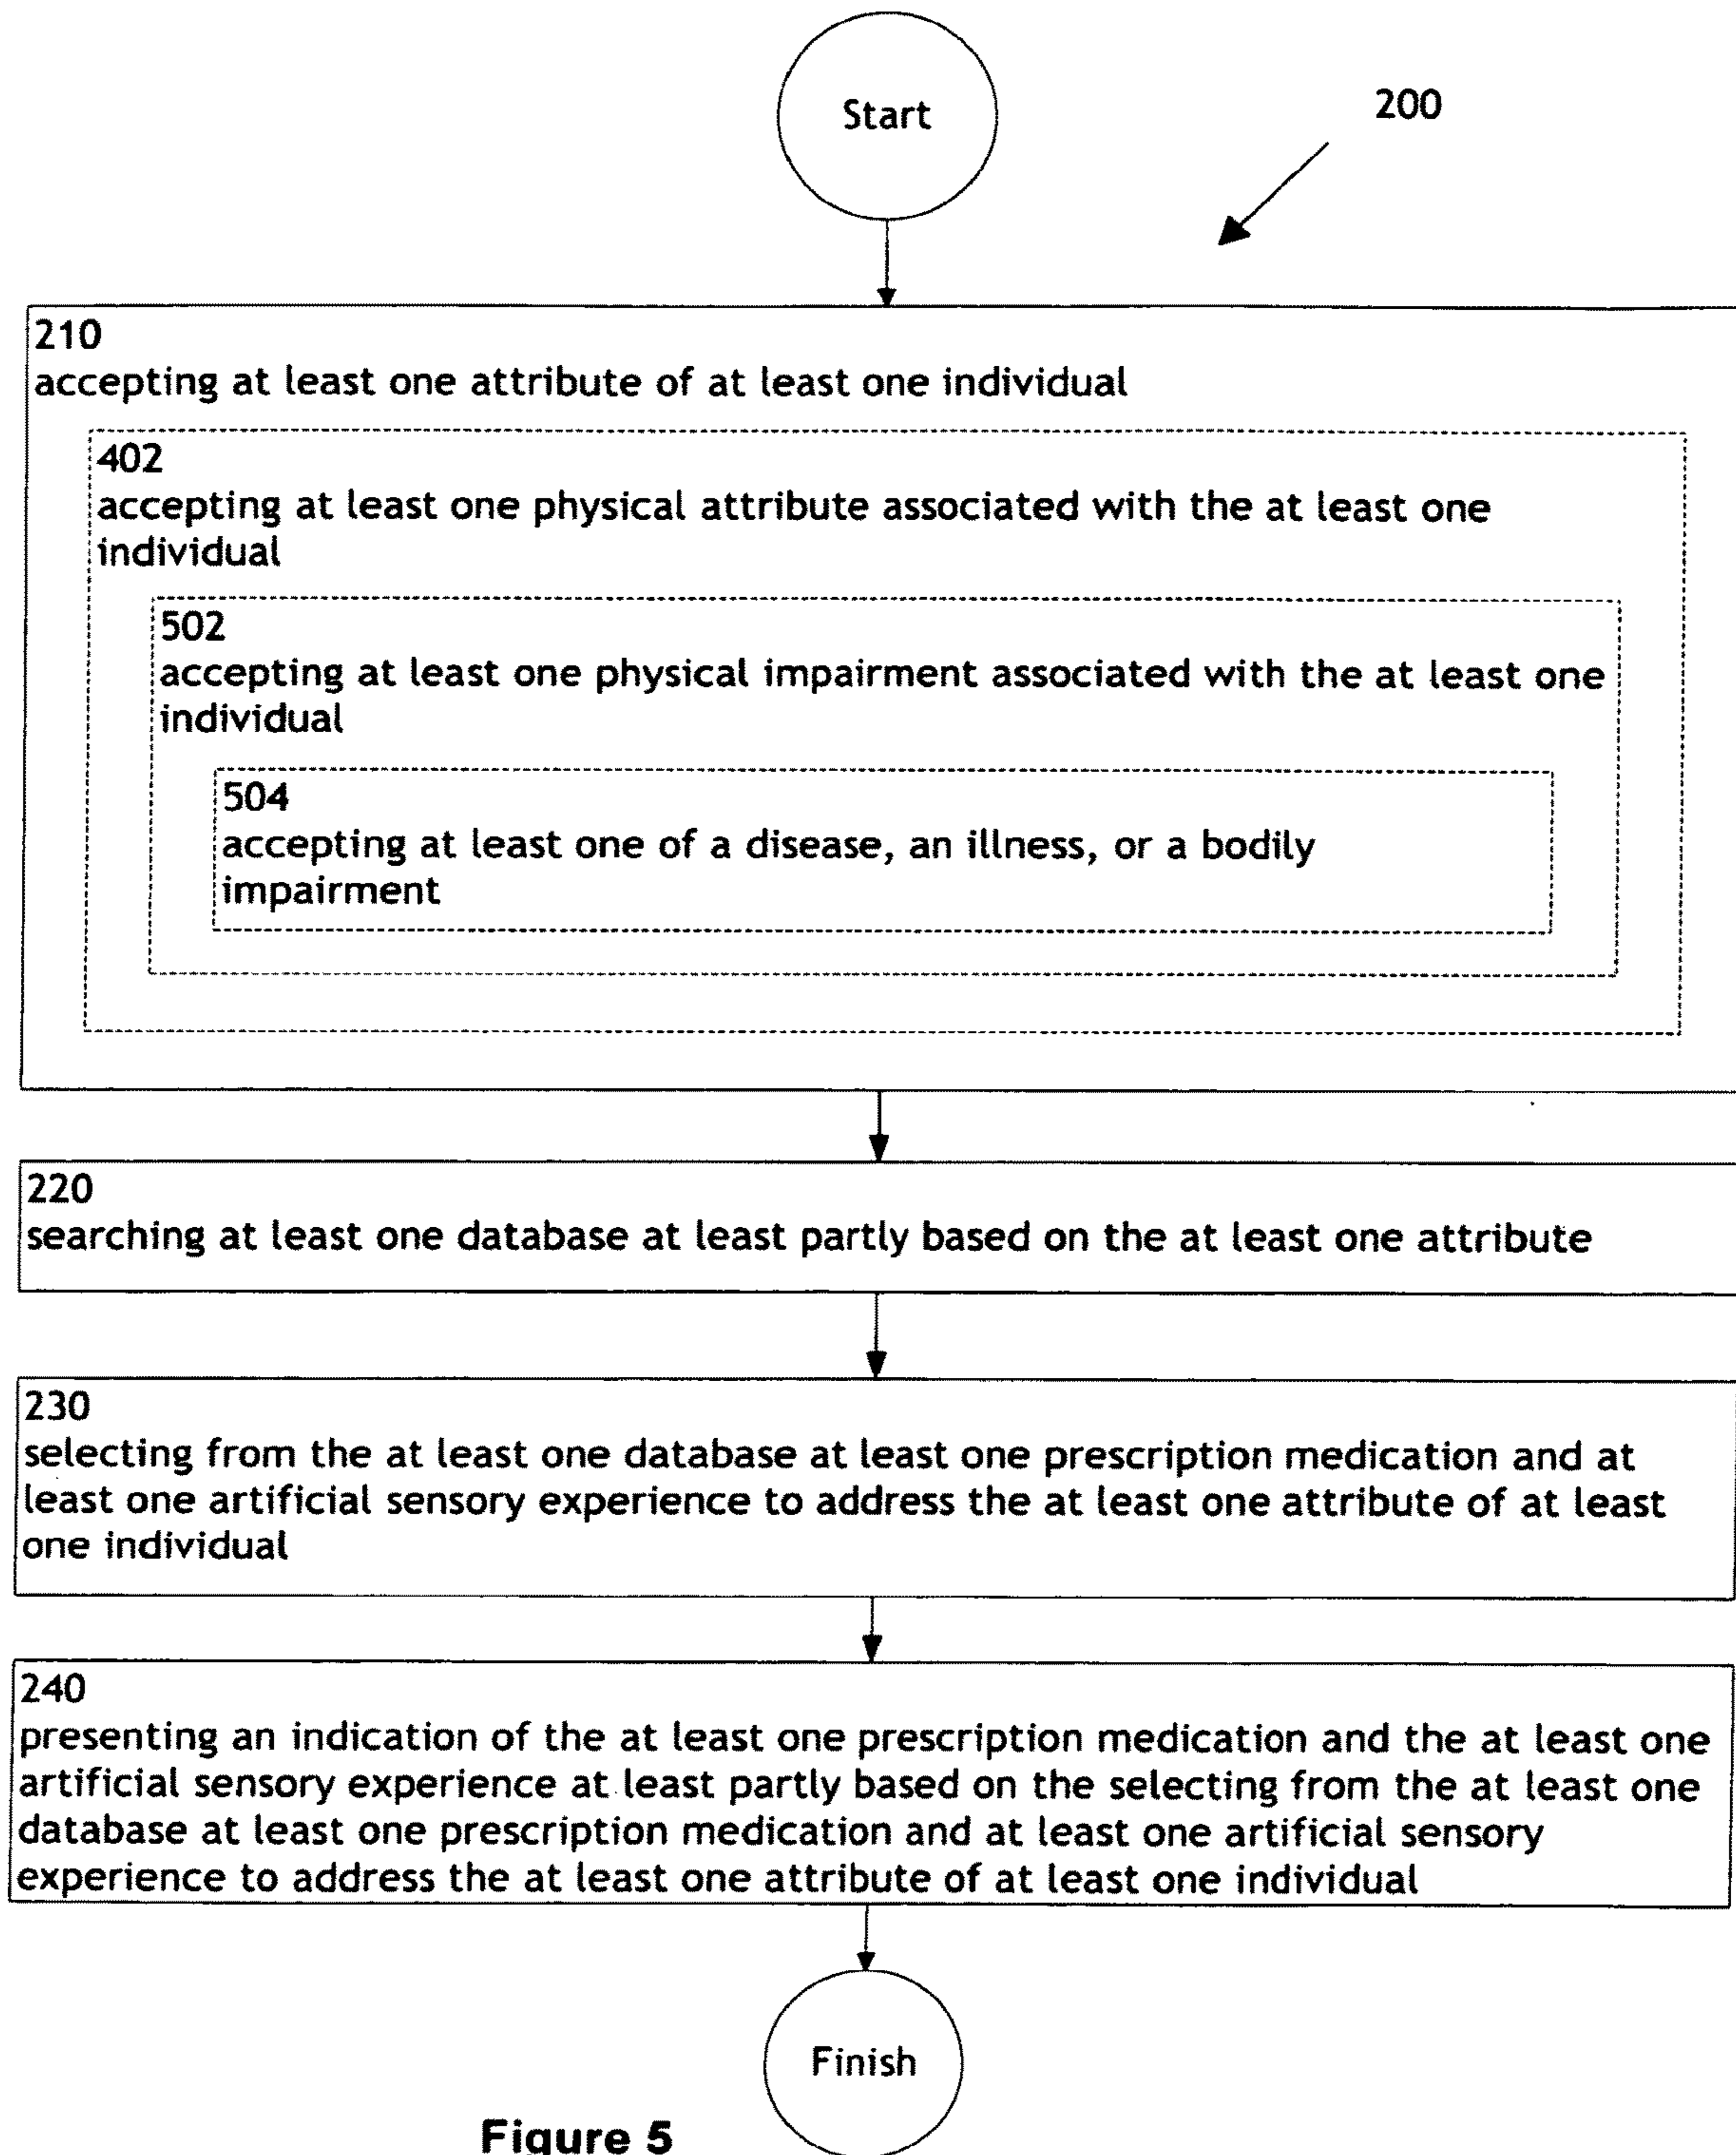 Start
200
210
accepting at least one attribute of at least one individual
402
accepting at least one physical attribute associated with the at least one
individual
502
accepting at least one physical impairment associated with the at least one
individual
504
accepting at least one of a disease, an illness, or a bodily
impairment
220
searching at least one database at least partly based on the at least one attribute
230
selecting from the at least one database at least one prescription medication and at
least one artificial sensory experience to address the at least one attribute of at least
one individual
240
presenting an indication of the at least one prescription medication and the at least one
artificial sensory experience at least partly based on the selecting from the at least one
database at least one prescription medication and at least one artificial sensory
experience to address the at least one attribute of at least one individual
Finish
Figure 5